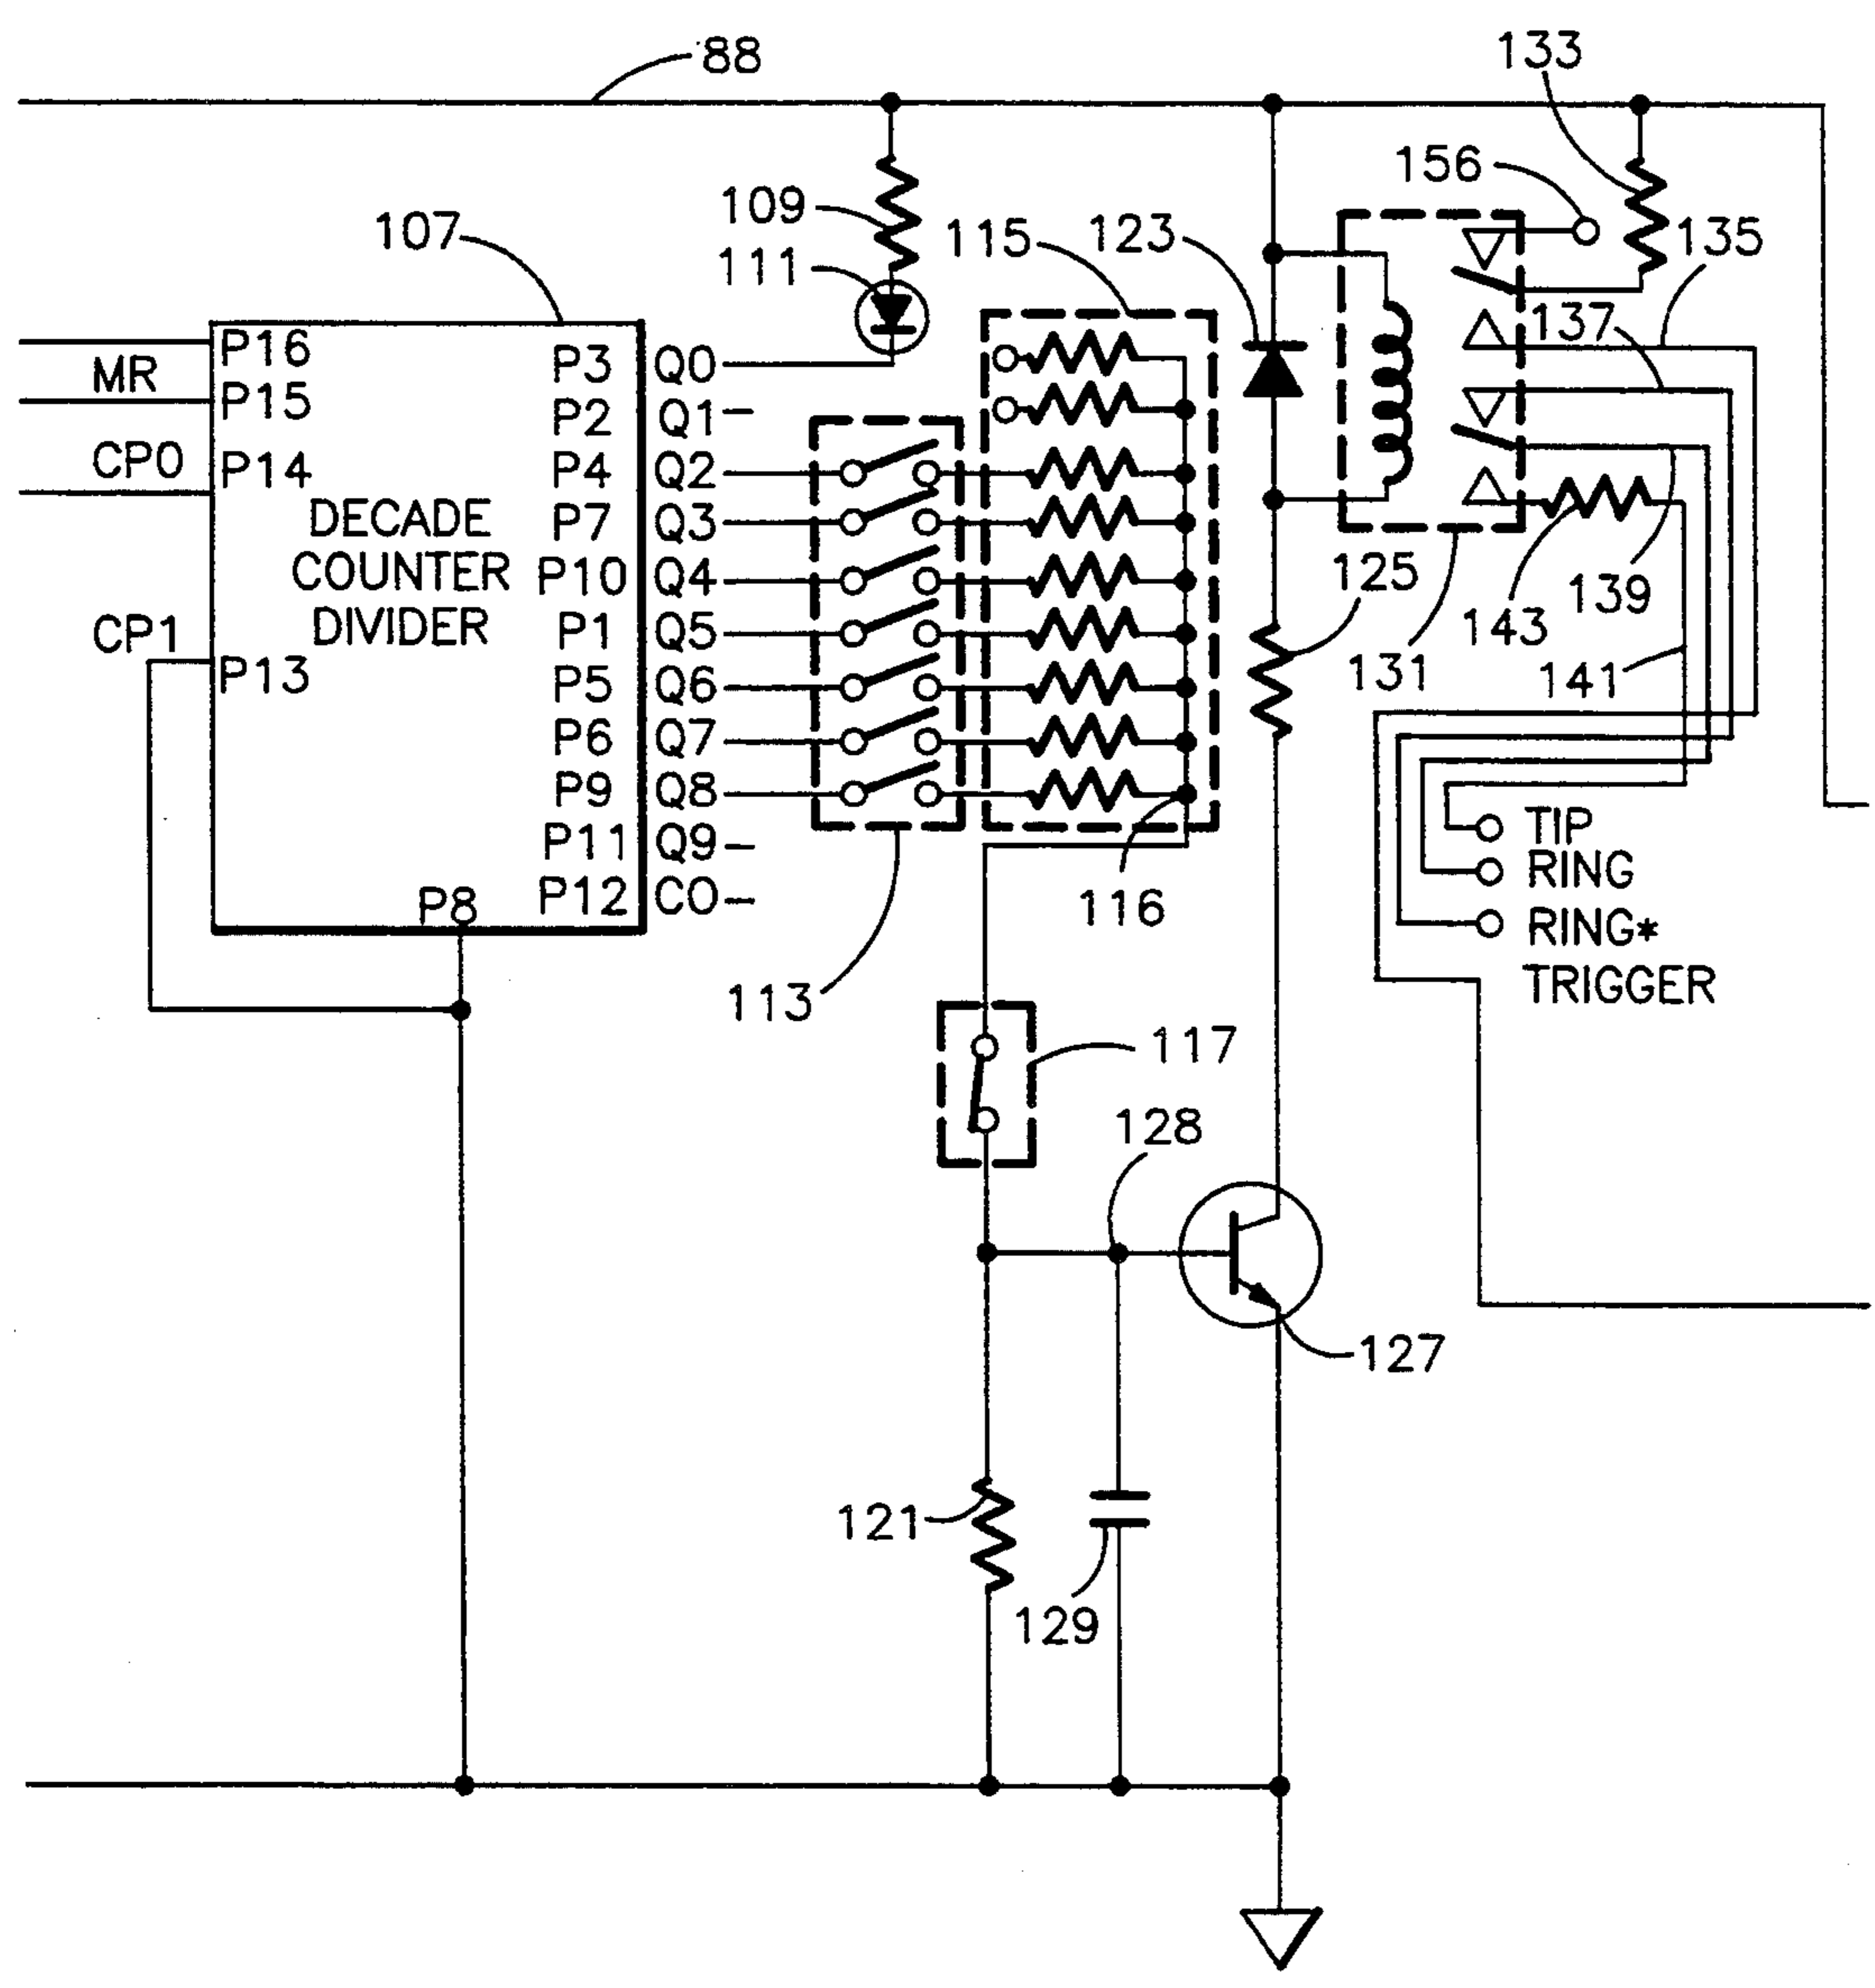 88
133
156
109
107
115
123
135
111
137
P16
P3 Q0
MR
P15
P2 Q1
CP0
P14
P4 Q2
DECADE
P7 Q3
COUNTER
P10 Q4
125
DIVIDER
139
CP1
P1 Q5
143
P13
P5 Q6
131
141
P6 Q7
P9 Q8
TIP
P11 Q9
RING
P8
P12 CO
116
RING*
113
TRIGGER
117
128
127
121
129